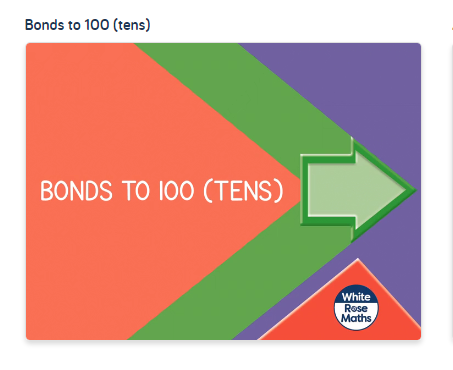 Bonds to 100 (tens)
BONDS TO 100 (TENS)
White
Rose
Maths